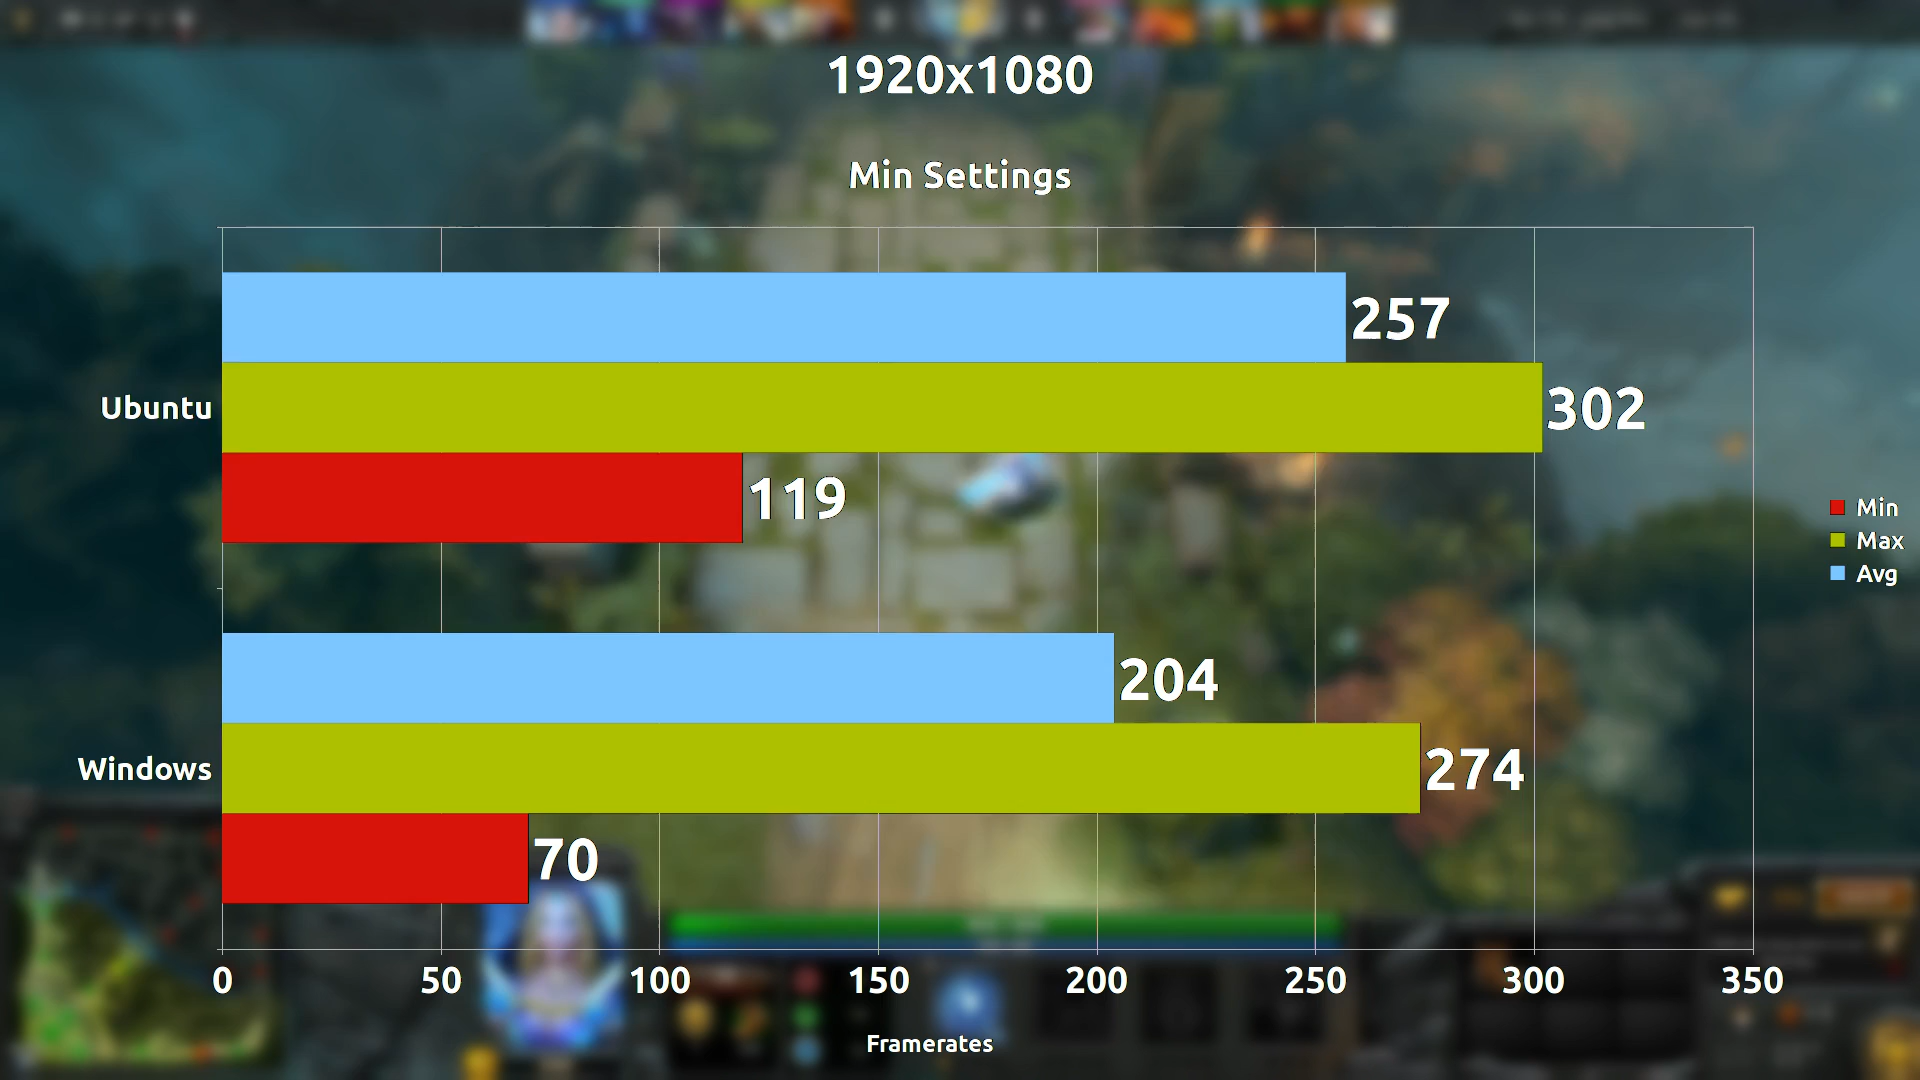 1920x1080
Min Settings
257
Ubuntu
302
119
Min
Max
Avg
204
Windows
274
70
0 50 100 150 200 250 300 350
Framerates